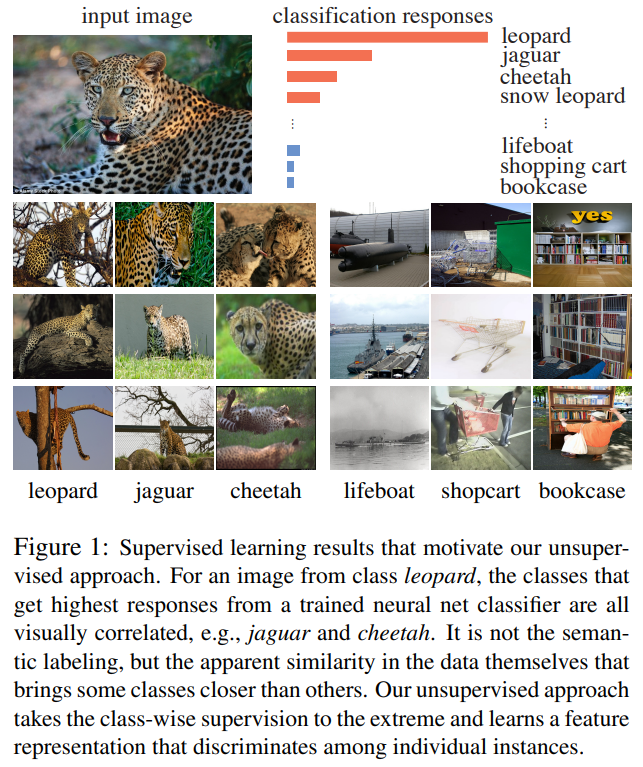 input image
classification responses
leopard
jaguar
cheetah
snow leopard
lifeboat
shopping cart
bookcase
yes
leopard
jaguar
cheetah
lifeboat
shopcart
bookcase
Figure 1: Supervised learning results that motivate our unsuper-
vised approach. For an image from class leopard, the classes that
get highest responses from a trained neural net classifier are all
visually correlated, e.g., jaguar and cheetah. It is not the seman-
tic labeling, but the apparent similarity in the data themselves that
brings some classes closer than others. Our unsupervised approach
takes the class-wise supervision to the extreme and learns a feature
representation that discriminates among individual instances.